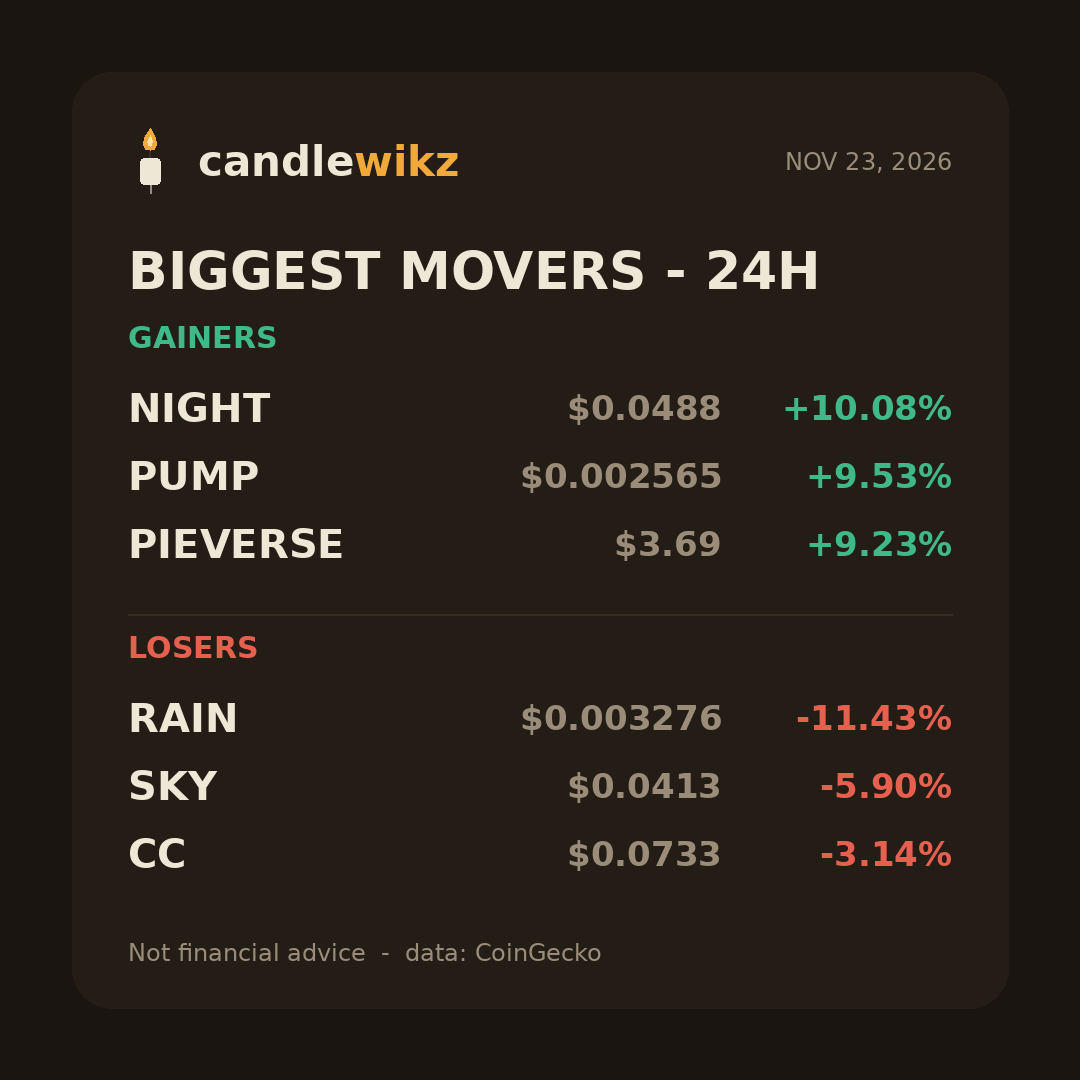 candlewikz NOV 23, 2026
BIGGEST MOVERS - 24H
GAINERS
NIGHT $0.0488 +10.08%
PUMP $0.002565 +9.53%
PIEVERSE $3.69 +9.23%
LOSERS
RAIN $0.003276 -11.43%
SKY $0.0413 -5.90%
CC $0.0733 -3.14%
Not financial advice - data: CoinGecko